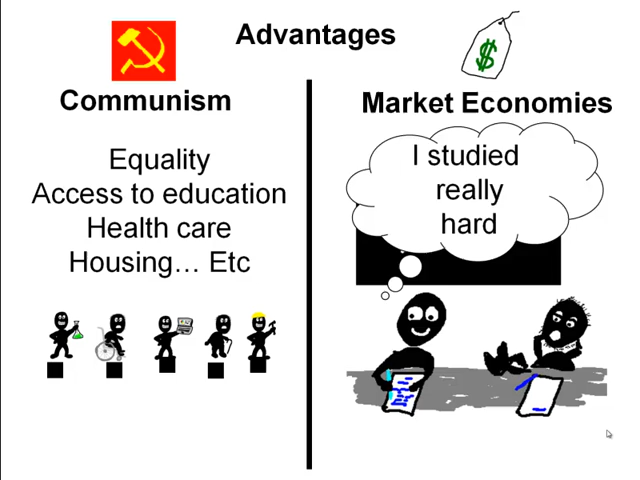 Advantages
$
Communism
Equality
Access to education
Health care
Housing… Etc
Market Economies
I studied
really
hard